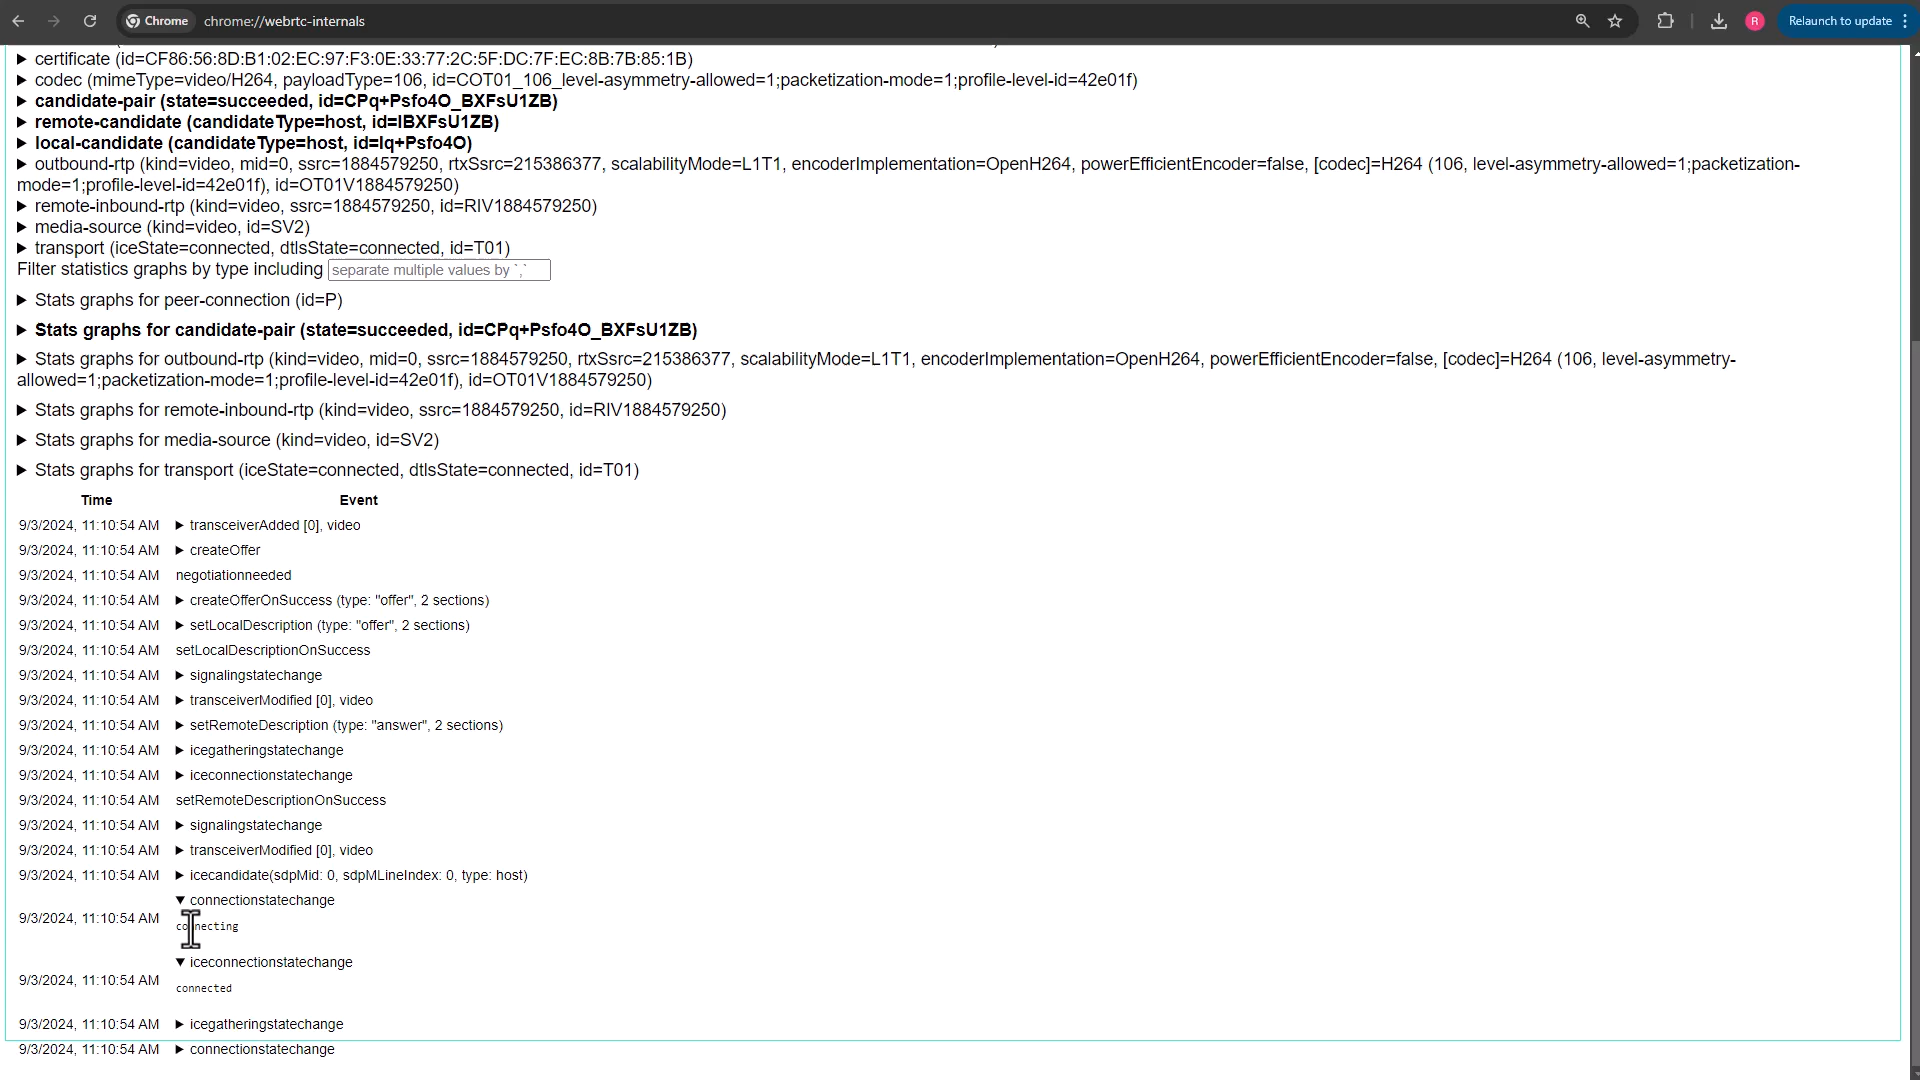 Chrome
chrome://webrtc-internals
R
Relaunch to update
▶ certificate (id=CF86:56:8D:B1:02:EC:97:F3:0E:33:77:2C:5F:DC:7F:EC:8B:7B:85:1B)
▶ codec (mimeType=video/H264, payloadType=106, id=COT01_106_level-asymmetry-allowed=1;packetization-mode=1;profile-level-id=42e01f)
▶ candidate-pair (state=succeeded, id=CPq+Psfo4O_BXFsU1ZB)
▶ remote-candidate (candidateType=host, id=IBXFsU1ZB)
▶ local-candidate (candidateType=host, id=Iq+Psfo4O)
▶ outbound-rtp (kind=video, mid=0, ssrc=1884579250, rtxSsrc=215386377, scalabilityMode=L1T1, encoderImplementation=OpenH264, powerEfficientEncoder=false, [codec]=H264 (106, level-asymmetry-allowed=1;packetization-
mode=1;profile-level-id=42e01f), id=OT01V1884579250)
▶ remote-inbound-rtp (kind=video, ssrc=1884579250, id=RIV1884579250)
▶ media-source (kind=video, id=SV2)
▶ transport (iceState=connected, dtlsState=connected, id=T01)
Filter statistics graphs by type including separate multiple values by `,`
▶ Stats graphs for peer-connection (id=P)
▶ Stats graphs for candidate-pair (state=succeeded, id=CPq+Psfo4O_BXFsU1ZB)
▶ Stats graphs for outbound-rtp (kind=video, mid=0, ssrc=1884579250, rtxSsrc=215386377, scalabilityMode=L1T1, encoderImplementation=OpenH264, powerEfficientEncoder=false, [codec]=H264 (106, level-asymmetry-
allowed=1;packetization-mode=1;profile-level-id=42e01f), id=OT01V1884579250)
▶ Stats graphs for remote-inbound-rtp (kind=video, ssrc=1884579250, id=RIV1884579250)
▶ Stats graphs for media-source (kind=video, id=SV2)
▶ Stats graphs for transport (iceState=connected, dtlsState=connected, id=T01)
Time Event
9/3/2024, 11:10:54 AM ▶ transceiverAdded [0], video
9/3/2024, 11:10:54 AM ▶ createOffer
9/3/2024, 11:10:54 AM negotiationneeded
9/3/2024, 11:10:54 AM ▶ createOfferOnSuccess (type: "offer", 2 sections)
9/3/2024, 11:10:54 AM ▶ setLocalDescription (type: "offer", 2 sections)
9/3/2024, 11:10:54 AM setLocalDescriptionOnSuccess
9/3/2024, 11:10:54 AM ▶ signalingstatechange
9/3/2024, 11:10:54 AM ▶ transceiverModified [0], video
9/3/2024, 11:10:54 AM ▶ setRemoteDescription (type: "answer", 2 sections)
9/3/2024, 11:10:54 AM ▶ icegatheringstatechange
9/3/2024, 11:10:54 AM ▶ iceconnectionstatechange
9/3/2024, 11:10:54 AM setRemoteDescriptionOnSuccess
9/3/2024, 11:10:54 AM ▶ signalingstatechange
9/3/2024, 11:10:54 AM ▶ transceiverModified [0], video
9/3/2024, 11:10:54 AM ▶ icecandidate(sdpMid: 0, sdpMLineIndex: 0, type: host)
▼ connectionstatechange
9/3/2024, 11:10:54 AM
connecting
▼ iceconnectionstatechange
9/3/2024, 11:10:54 AM
connected
9/3/2024, 11:10:54 AM ▶ icegatheringstatechange
9/3/2024, 11:10:54 AM ▶ connectionstatechange